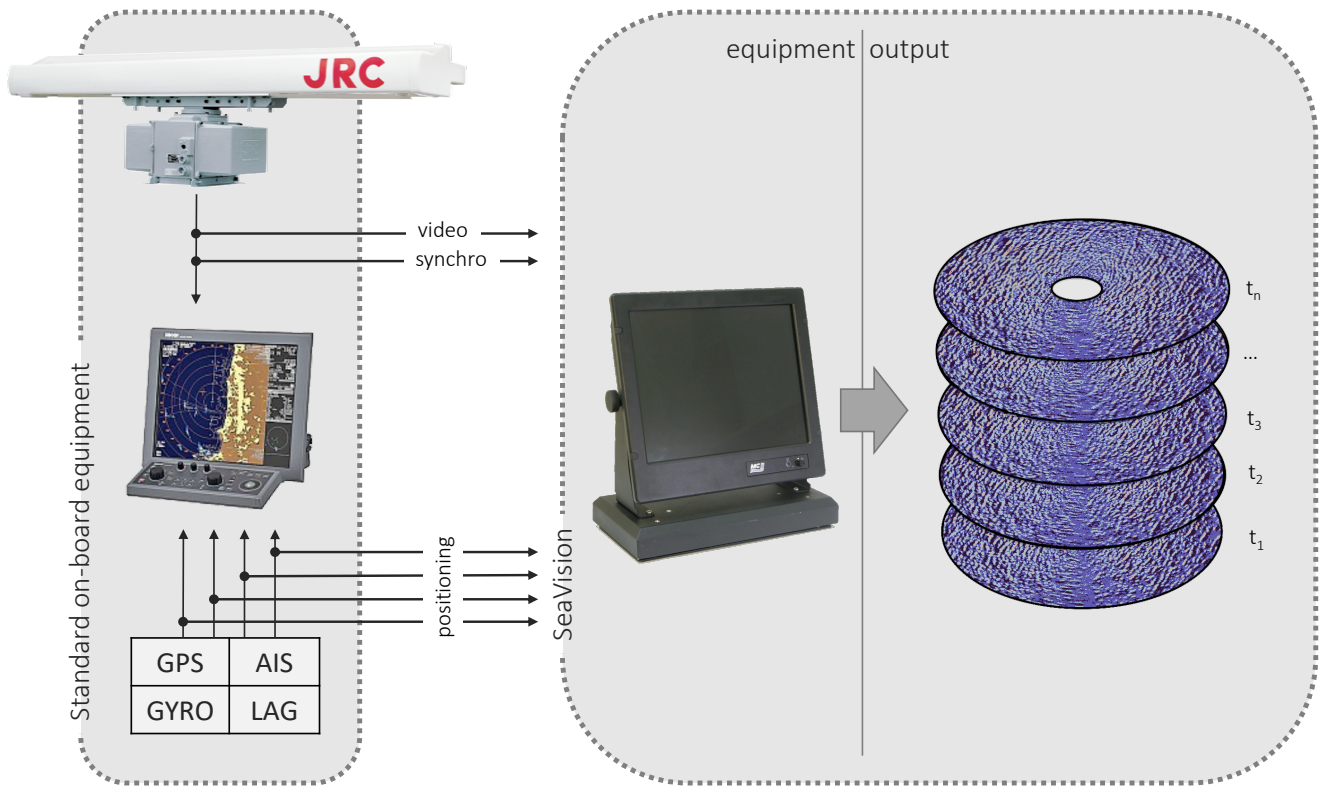 equipment
output
JRC
video
synchro
Standard on-board equipment
positioning
SeaVision
GPS
AIS
GYRO
LAG
tn
...
t3
t2
t1